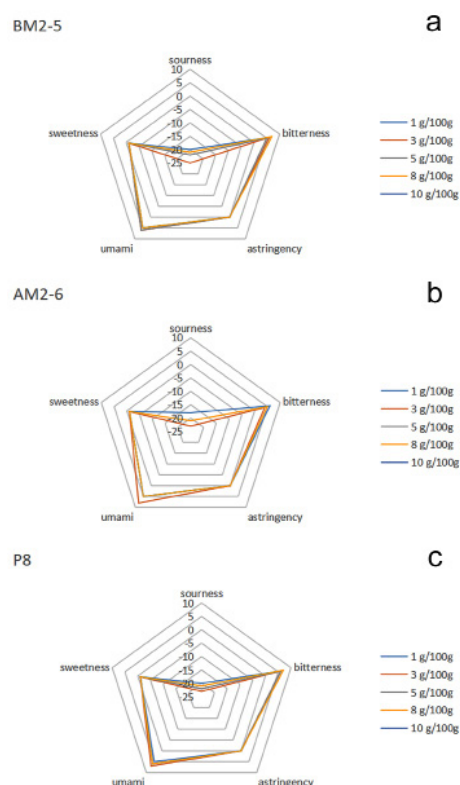 BM2-5
a
sourness
10
5
0
-5
-10
-15
-20
-25
sweetness
bitterness
umami
astringency
1 g/100g
3 g/100g
5 g/100g
8 g/100g
10 g/100g
AM2-6
b
sourness
10
5
0
-5
-10
-15
-20
-25
sweetness
bitterness
umami
astringency
1 g/100g
3 g/100g
5 g/100g
8 g/100g
10 g/100g
P8
c
sourness
10
5
0
-5
-10
-15
-20
-25
sweetness
bitterness
umami
astringency
1 g/100g
3 g/100g
5 g/100g
8 g/100g
10 g/100g